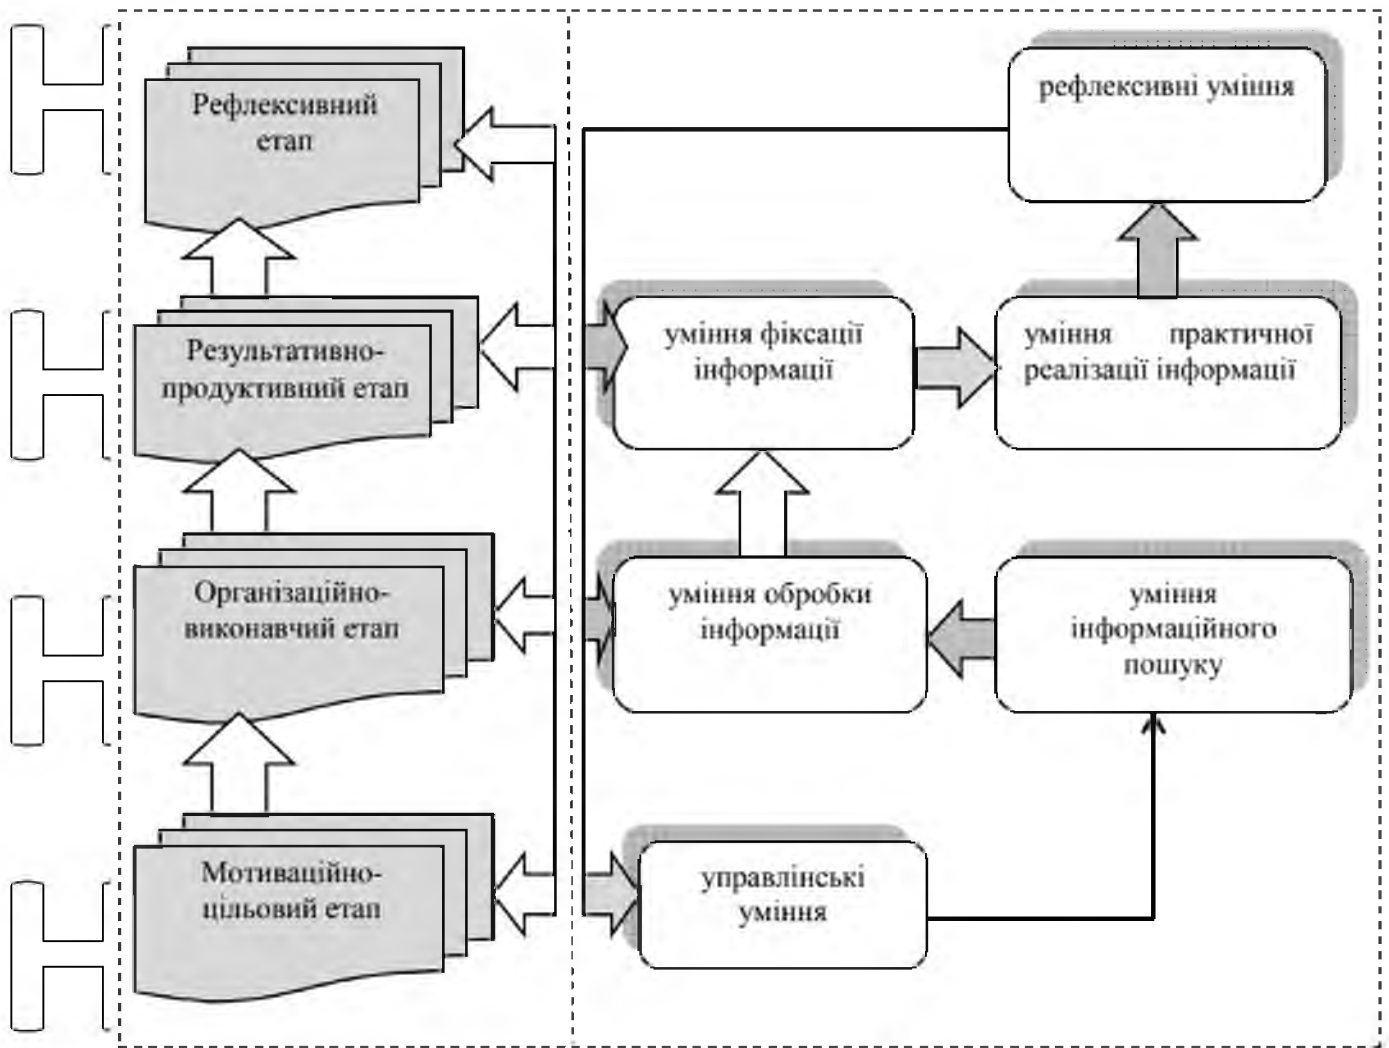 Рефлексивний
етап
рефлексивні уміння
Результативно-
продуктивний етап
уміння фіксації
інформації
уміння практичної
реалізації інформації
Організаційно-
виконавчий етап
уміння обробки
інформації
уміння
інформаційного
пошуку
Мотиваційно-
цільовий етап
управлінські
уміння